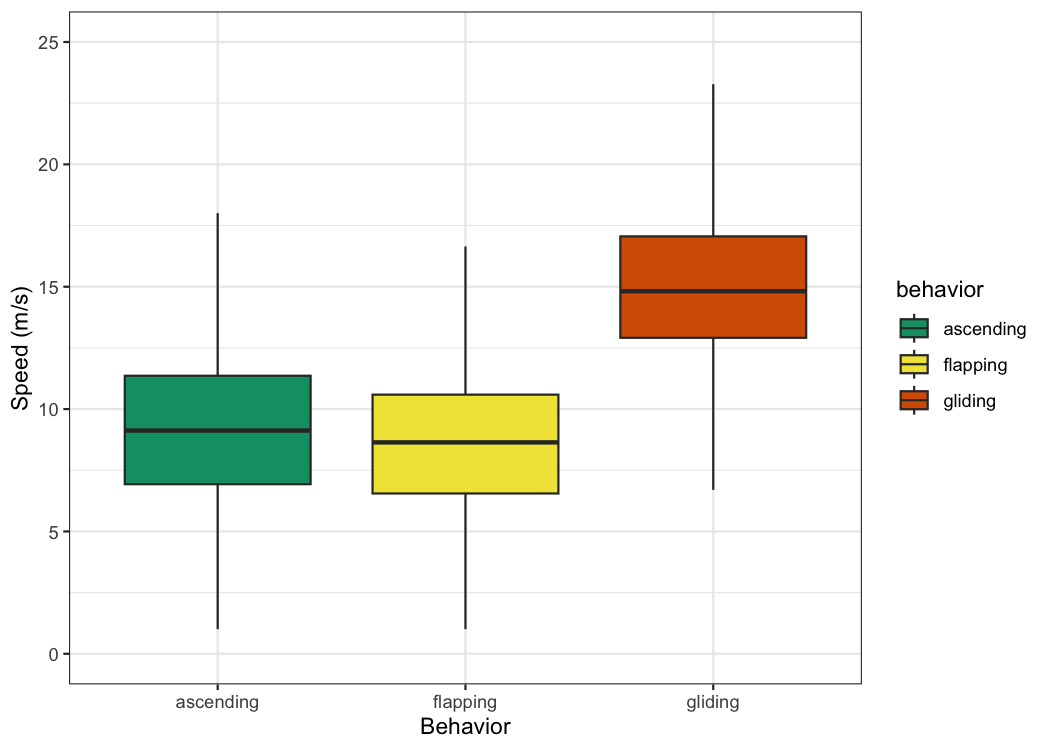 25
20
15
10
5
0
Speed (m/s)
ascending
flapping
gliding
Behavior
behavior
ascending
flapping
gliding